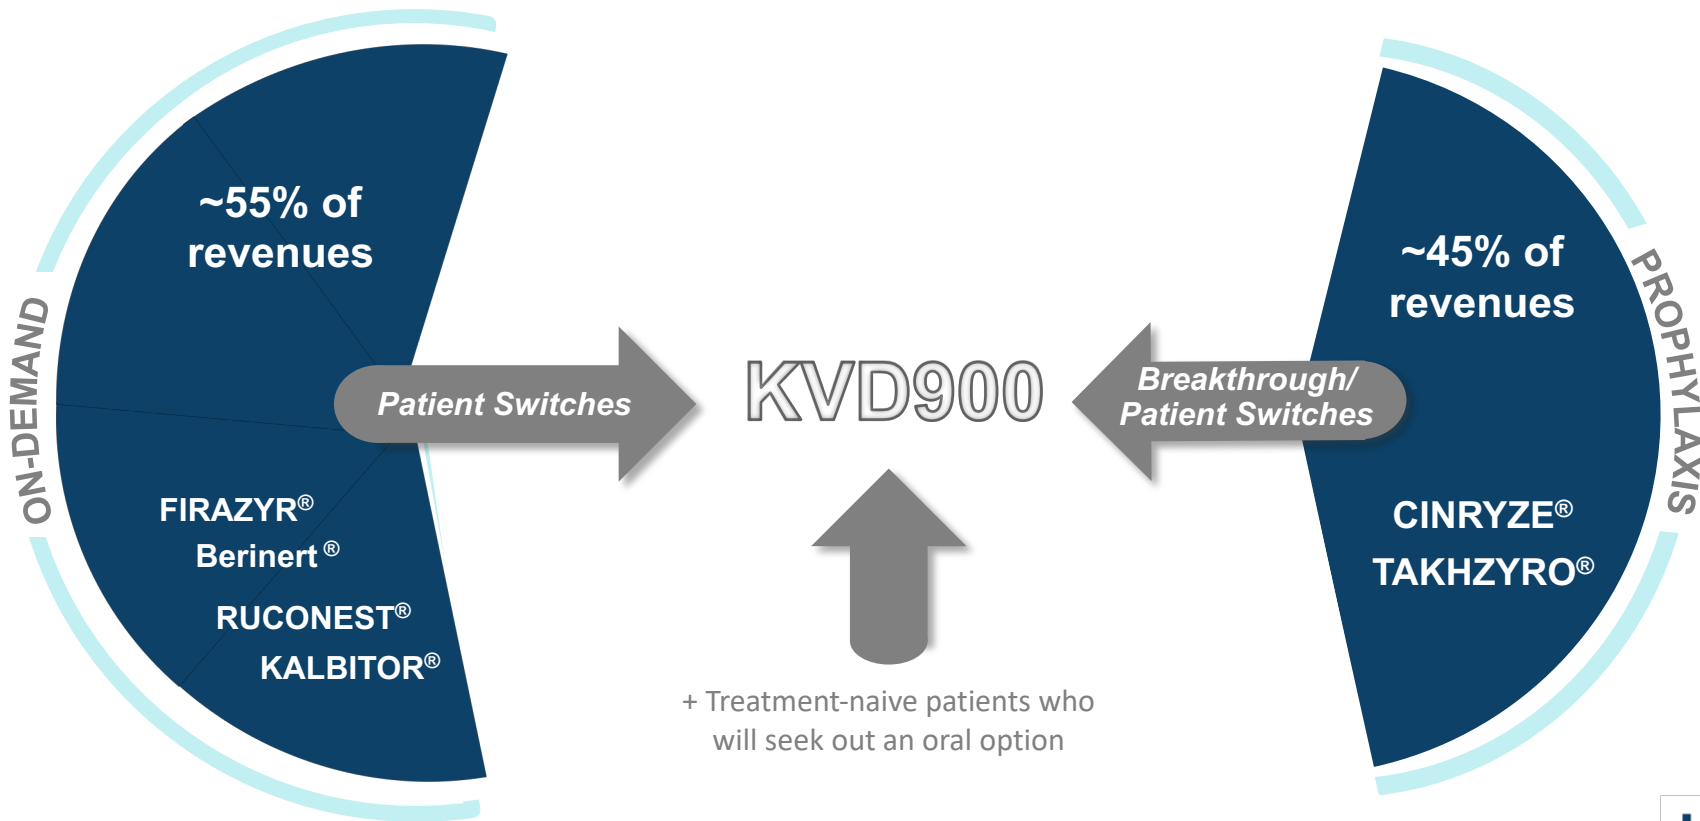 ON-DEMAND
~55% of
revenues
FIRAZYR®
Berinert ®
RUCONEST®
KALBITOR®
Patient Switches
KVD900
Breakthrough/
Patient Switches
+ Treatment-naive patients who
will seek out an oral option
~45% of
revenues
CINRYZE®
TAKHZYRO®
PROPHYLAXIS